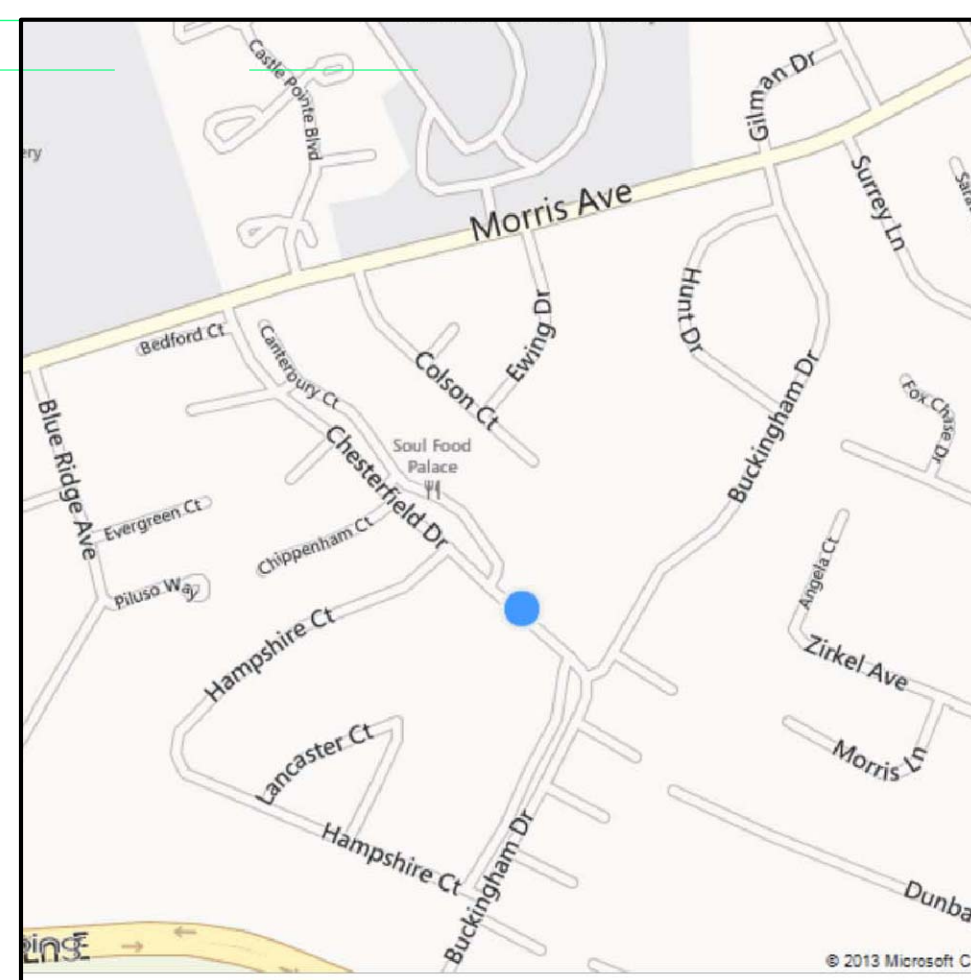 Castle Pointe Blvd
Gilman Dr
ery
Surrey Ln
Morris Ave
Hunt Dr
Ewing Dr
Bedford Ct
Canterbury Ct
Colson Ct
Buckingham Dr
Fox Chase Dr
Blue Ridge Ave
Chesterfield Dr
Soul Food
Palace
Evergreen Ct
Chippenham Ct
Angela Ct
Piluso Way
Hampshire Ct
Zirkel Ave
Lancaster Ct
Morris Ln
Hampshire Ct
Buckingham Dr
Dunba
© 2013 Microsoft C